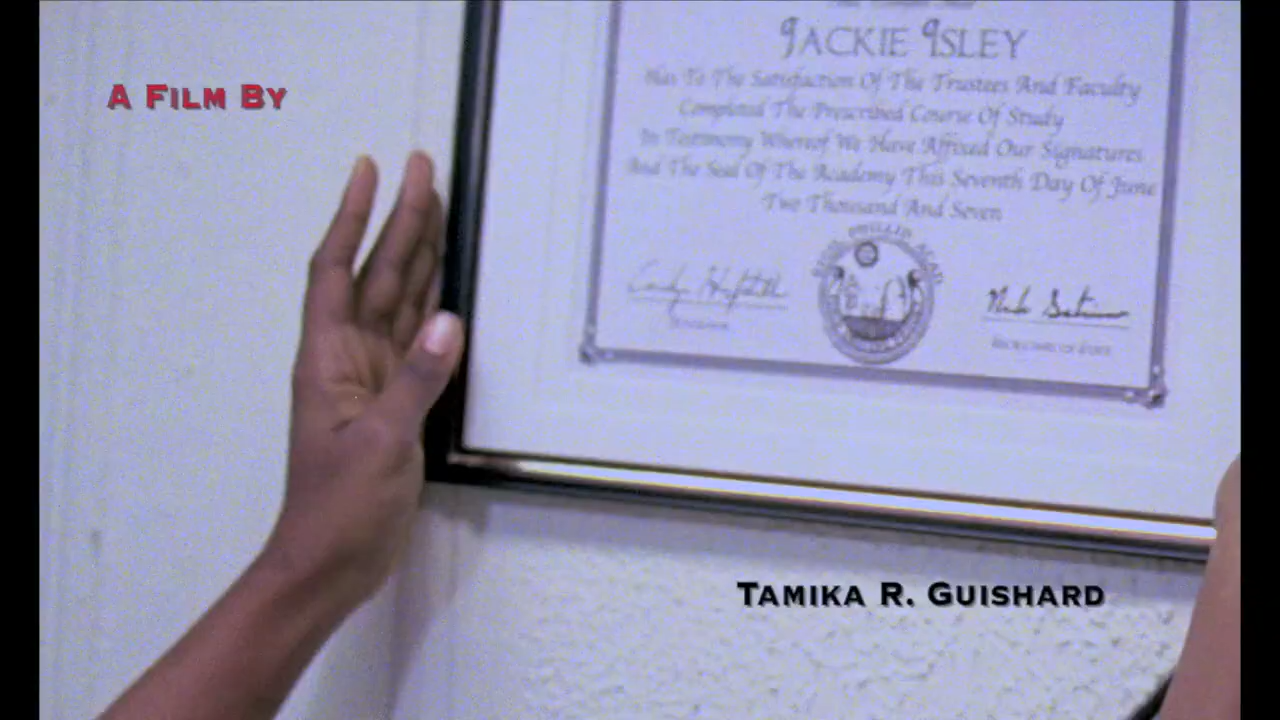 A FILM BY
JACKIE ISLEY
Has To The Satisfaction Of The Trustees And Faculty
Completed The Prescribed Course Of Study
In Testimony Whereof We Have Affixed Our Signatures
And The Seal Of The Academy This Seventh Day Of June
Two Thousand And Seven
TAMIKA R. GUISHARD